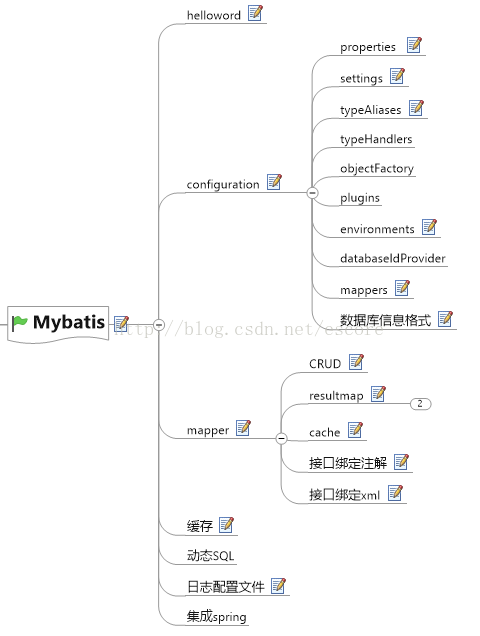 helloword
configuration
properties
settings
typeAliases
typeHandlers
objectFactory
plugins
environments
databaseIdProvider
mappers
数据库信息格式
Mybatis
http://blog.csdn.net/escore
mapper
CRUD
resultmap
2
cache
接口绑定注解
接口绑定xml
缓存
动态SQL
日志配置文件
集成spring